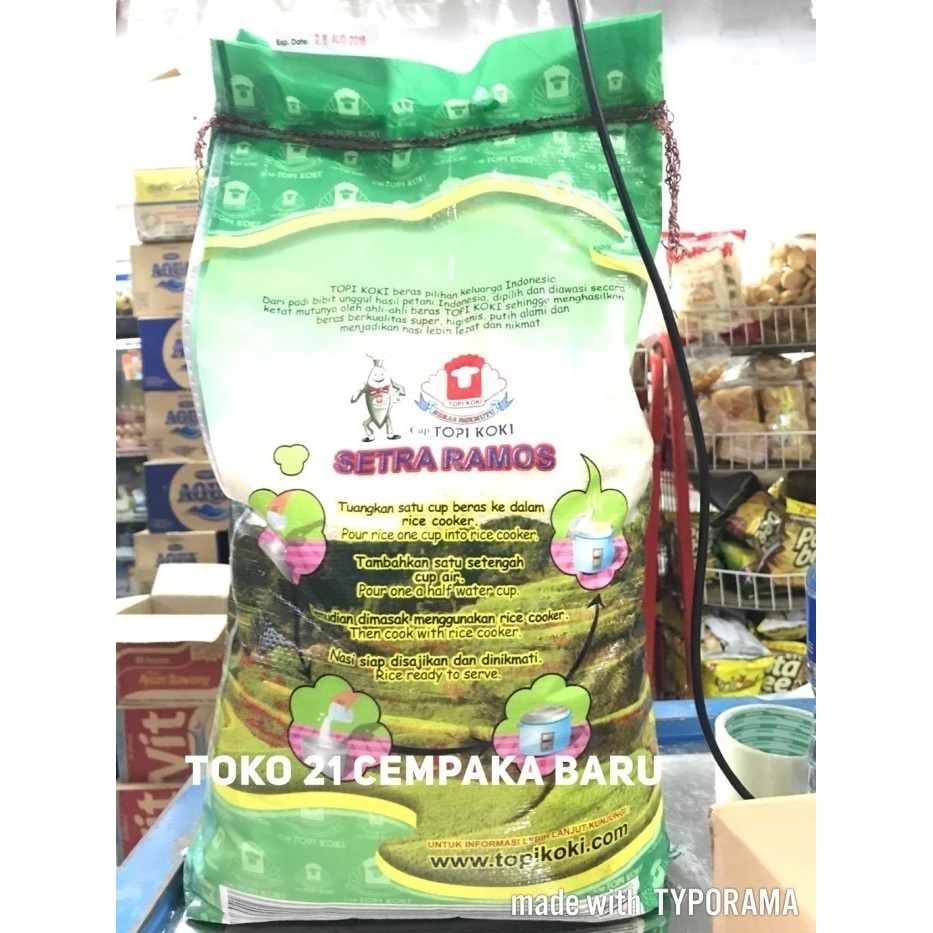 Exp. Date. 28 AUG 2018
TOPI KOKI
TOPI KOKI beras pilihan keluarga Indonesia
Dari padi bibit unggul hasil petani Indonesia, dipilih dan diawasi secara
ketat mutunya oleh ahli-ahli beras TOPI KOKI sehingga menghasilkan
beras berkualitas super, higienis, putih alami dan
menjadikan nasi lebih lezat dan nikmat.
TOPI KOKI
BERAS BERMUTU
Cap TOPI KOKI
SETRA RAMOS
Tuangkan satu cup beras ke dalam
rice cooker.
Pour rice one cup into rice cooker.
Tambahkan satu setengah
cup air.
Pour one a half water cup.
dimasak menggunakan rice cooker.
Then cook with rice cooker.
Nasi siap disajikan dan dinikmati.
Rice ready to serve.
TOKO 21 CEMPAKA BARU
UNTUK INFORMASI LEBIH LANJUT KUNJUNGI:
www.topikoki.com
made with TYPORAMA
AQUA
AQUA
AQUA
Ayam Bawang
Vit